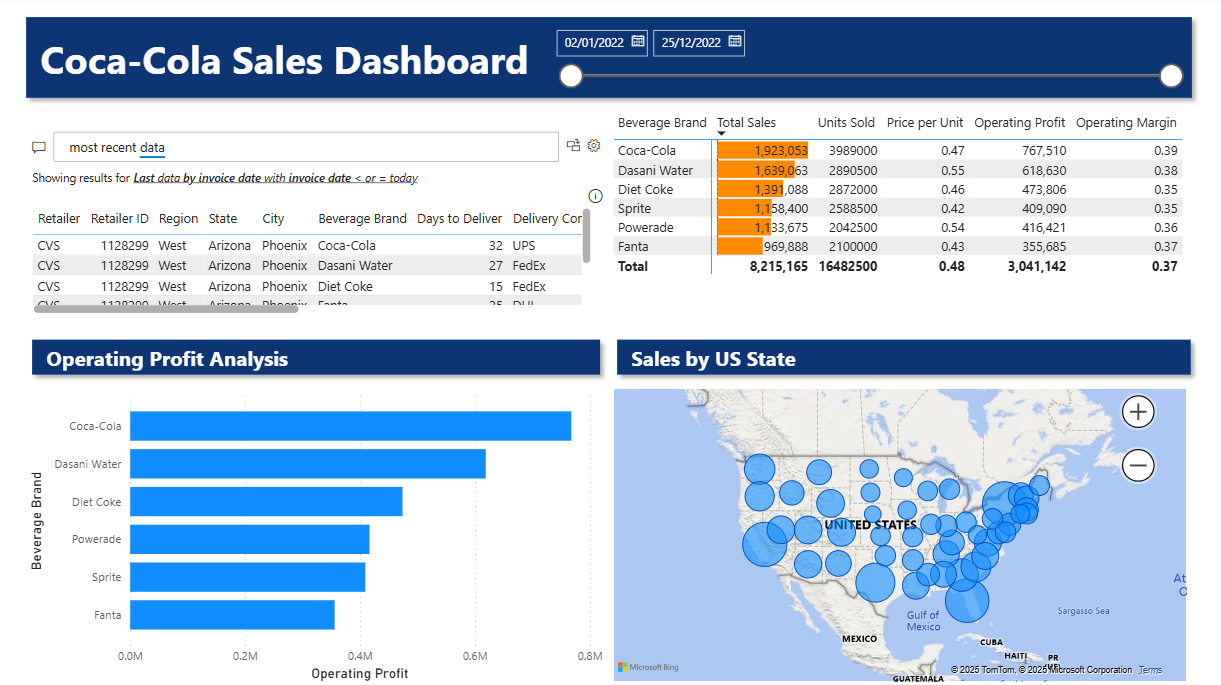 Coca-Cola Sales Dashboard
02/01/2022 25/12/2022
most recent data
Showing results for Last data by invoice date with invoice date < or = today
Retailer Retailer ID Region State City Beverage Brand Days to Deliver Delivery Cor
CVS 1128299 West Arizona Phoenix Coca-Cola 32 UPS
CVS 1128299 West Arizona Phoenix Dasani Water 27 FedEx
CVS 1128299 West Arizona Phoenix Diet Coke 15 FedEx
CVS 1128299 West Arizona Phoenix Fanta 25 DHL
Beverage Brand Total Sales Units Sold Price per Unit Operating Profit Operating Margin
Coca-Cola 1,923,053 3989000 0.47 767,510 0.39
Dasani Water 1,639,063 2890500 0.55 618,630 0.38
Diet Coke 1,391,088 2872000 0.46 473,806 0.35
Sprite 1,158,400 2588500 0.42 409,090 0.35
Powerade 1,133,675 2042500 0.54 416,421 0.36
Fanta 969,888 2100000 0.43 355,685 0.37
Total 8,215,165 16482500 0.48 3,041,142 0.37
Operating Profit Analysis
Beverage Brand
Coca-Cola
Dasani Water
Diet Coke
Powerade
Sprite
Fanta
0.0M 0.2M 0.4M 0.6M 0.8M
Operating Profit
Sales by US State
UNITED STATES
At
O
Gulf of
Mexico
Sargasso Sea
MEXICO
CUBA
HAITI
PR
GUATEMALA
Microsoft Bing
© 2025 TomTom, © 2025 Microsoft Corporation Terms